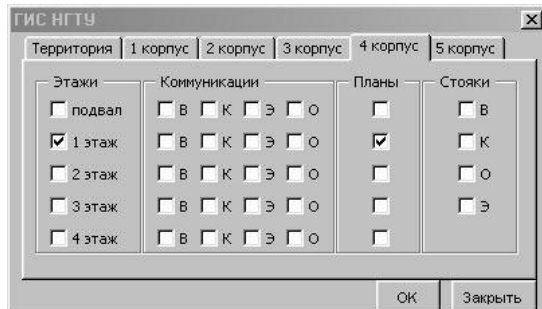 ГИС НГТУ
Территория 1 корпус 2 корпус 3 корпус 4 корпус 5 корпус
Этажи Коммуникации Планы Стояки
подвал В К Э О В
1 этаж В К Э О К
2 этаж В К Э О О
3 этаж В К Э О Э
4 этаж В К Э О
OK Закрыть